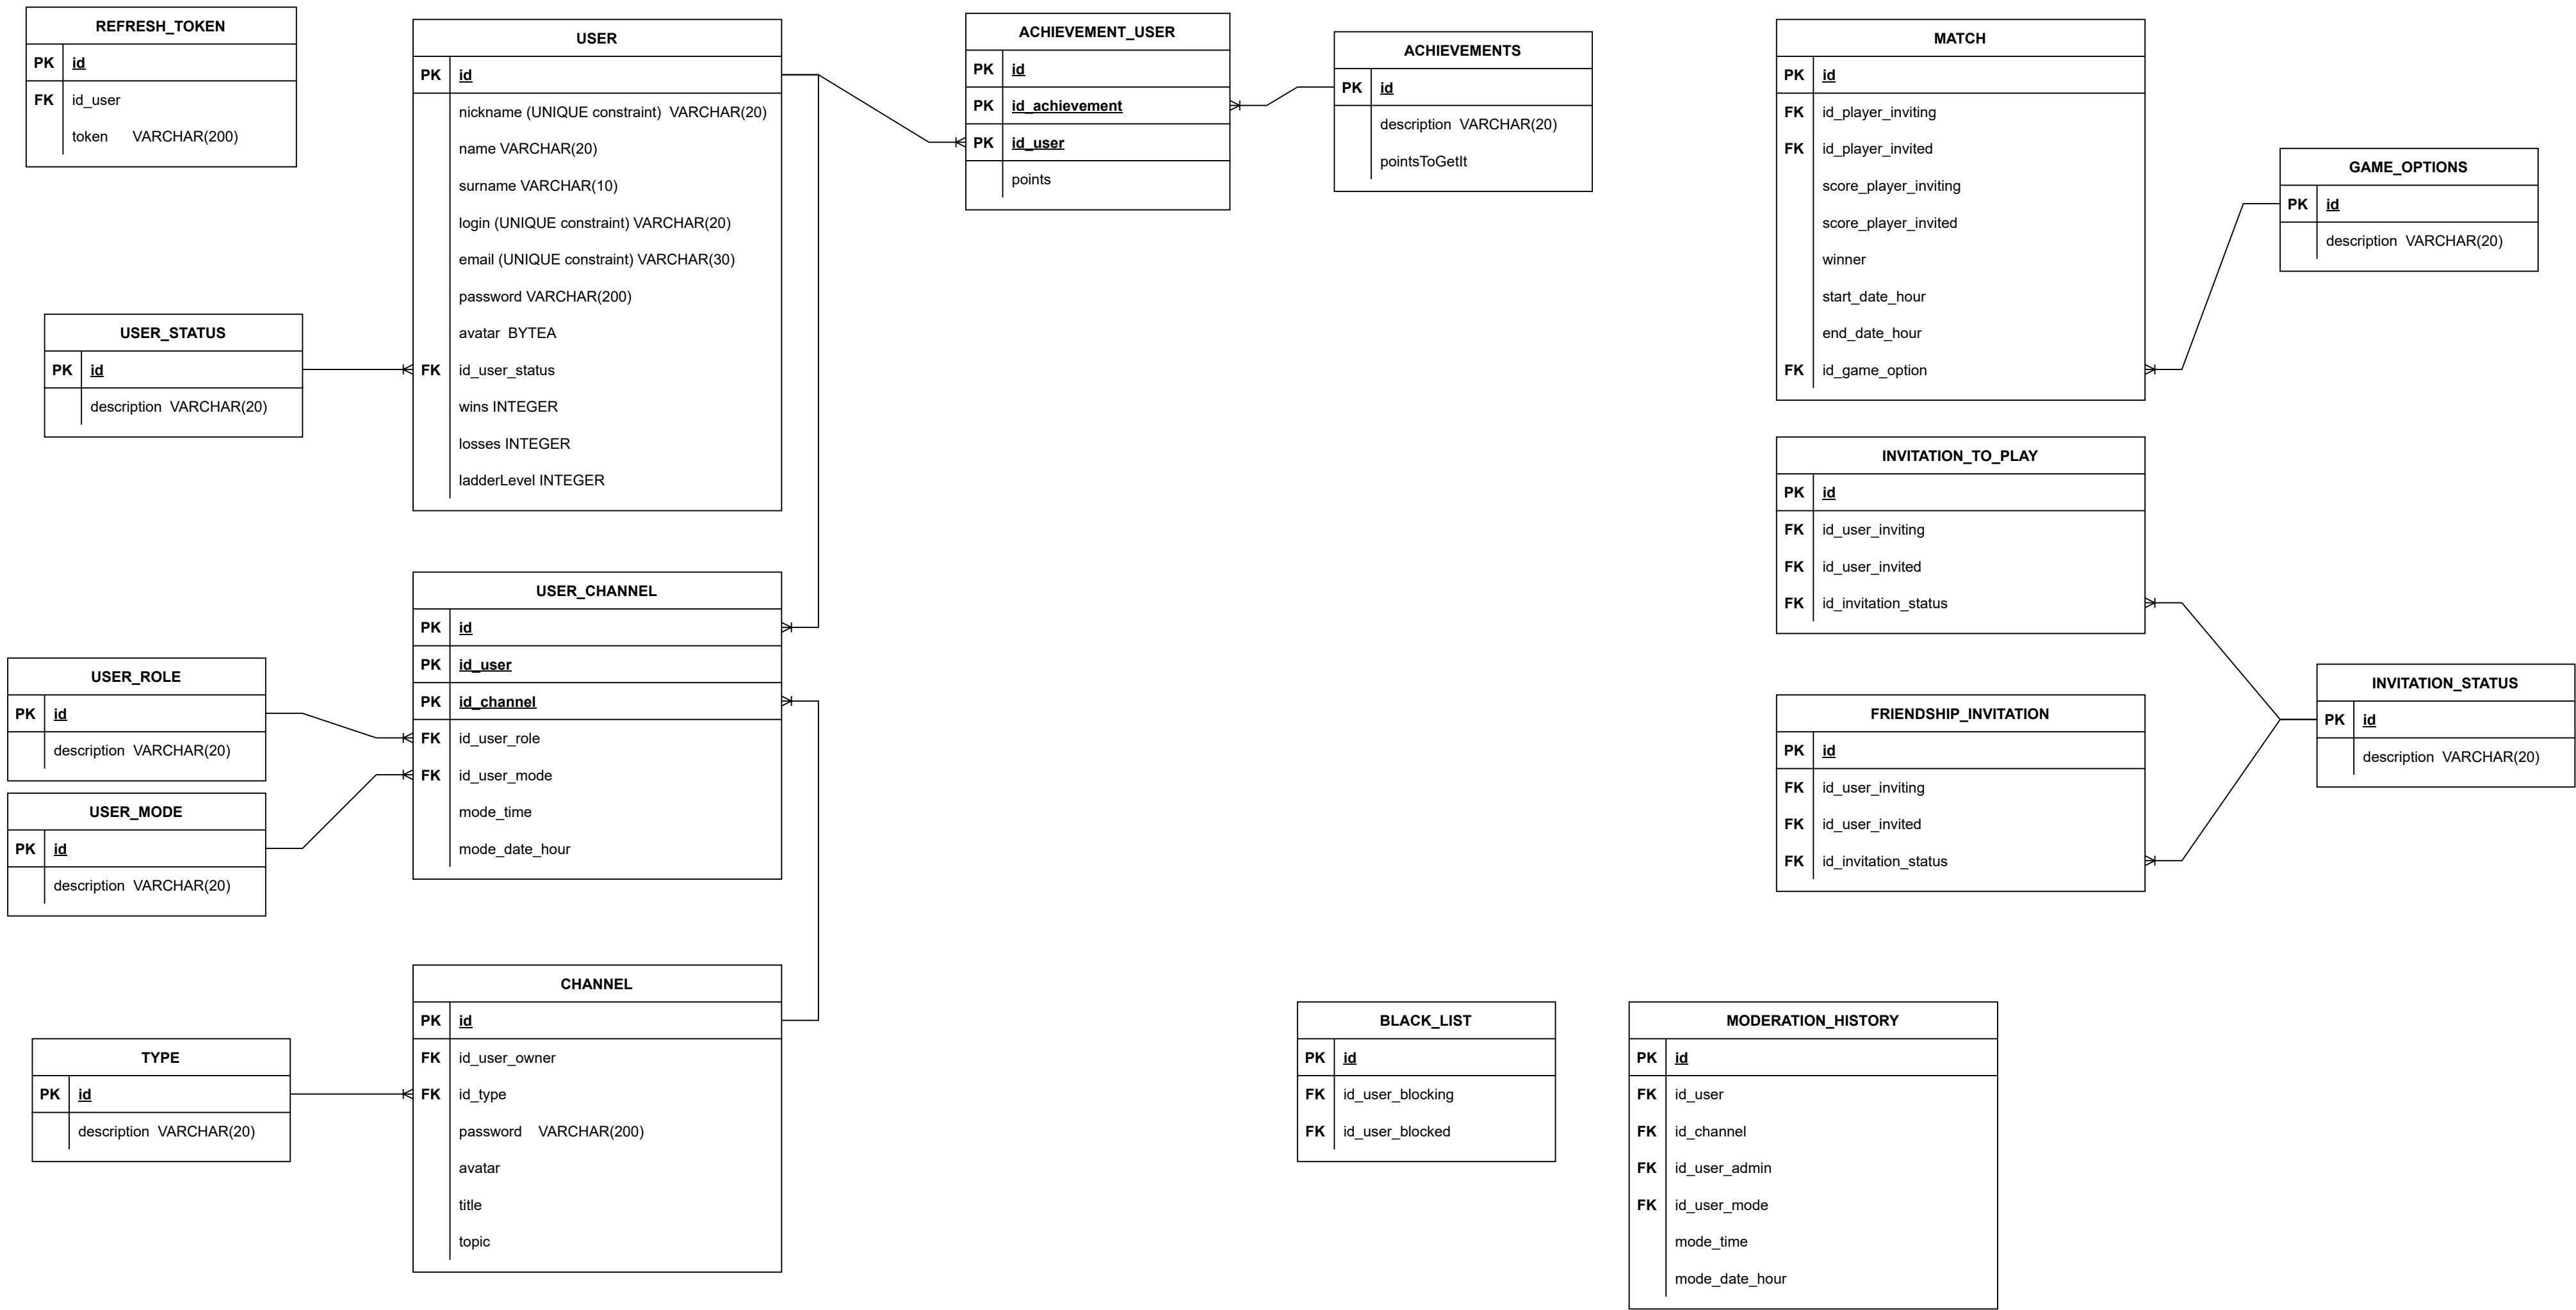 REFRESH_TOKEN
PK id
FK id_user
token VARCHAR(200)
USER
PK id
nickname (UNIQUE constraint) VARCHAR(20)
name VARCHAR(20)
surname VARCHAR(10)
login (UNIQUE constraint) VARCHAR(20)
email (UNIQUE constraint) VARCHAR(30)
password VARCHAR(200)
avatar BYTEA
FK id_user_status
wins INTEGER
losses INTEGER
ladderLevel INTEGER
ACHIEVEMENT_USER
PK id
PK id_achievement
PK id_user
points
ACHIEVEMENTS
PK id
description VARCHAR(20)
pointsToGetIt
MATCH
PK id
FK id_player_inviting
FK id_player_invited
score_player_inviting
score_player_invited
winner
start_date_hour
end_date_hour
FK id_game_option
GAME_OPTIONS
PK id
description VARCHAR(20)
USER_STATUS
PK id
description VARCHAR(20)
INVITATION_TO_PLAY
PK id
FK id_user_inviting
FK id_user_invited
FK id_invitation_status
USER_CHANNEL
PK id
PK id_user
PK id_channel
FK id_user_role
FK id_user_mode
mode_time
mode_date_hour
USER_ROLE
PK id
description VARCHAR(20)
USER_MODE
PK id
description VARCHAR(20)
FRIENDSHIP_INVITATION
PK id
FK id_user_inviting
FK id_user_invited
FK id_invitation_status
INVITATION_STATUS
PK id
description VARCHAR(20)
CHANNEL
PK id
FK id_user_owner
FK id_type
password VARCHAR(200)
avatar
title
topic
TYPE
PK id
description VARCHAR(20)
BLACK_LIST
PK id
FK id_user_blocking
FK id_user_blocked
MODERATION_HISTORY
PK id
FK id_user
FK id_channel
FK id_user_admin
FK id_user_mode
mode_time
mode_date_hour